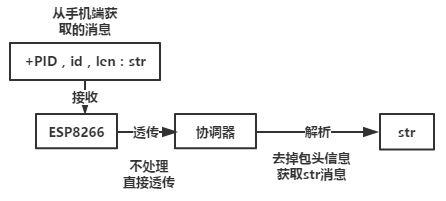 从手机端获
取的消息
+PID，id，len：str
接收
ESP8266
透传
协调器
解析
str
不处理
直接透传
去掉包头信息
获取str消息